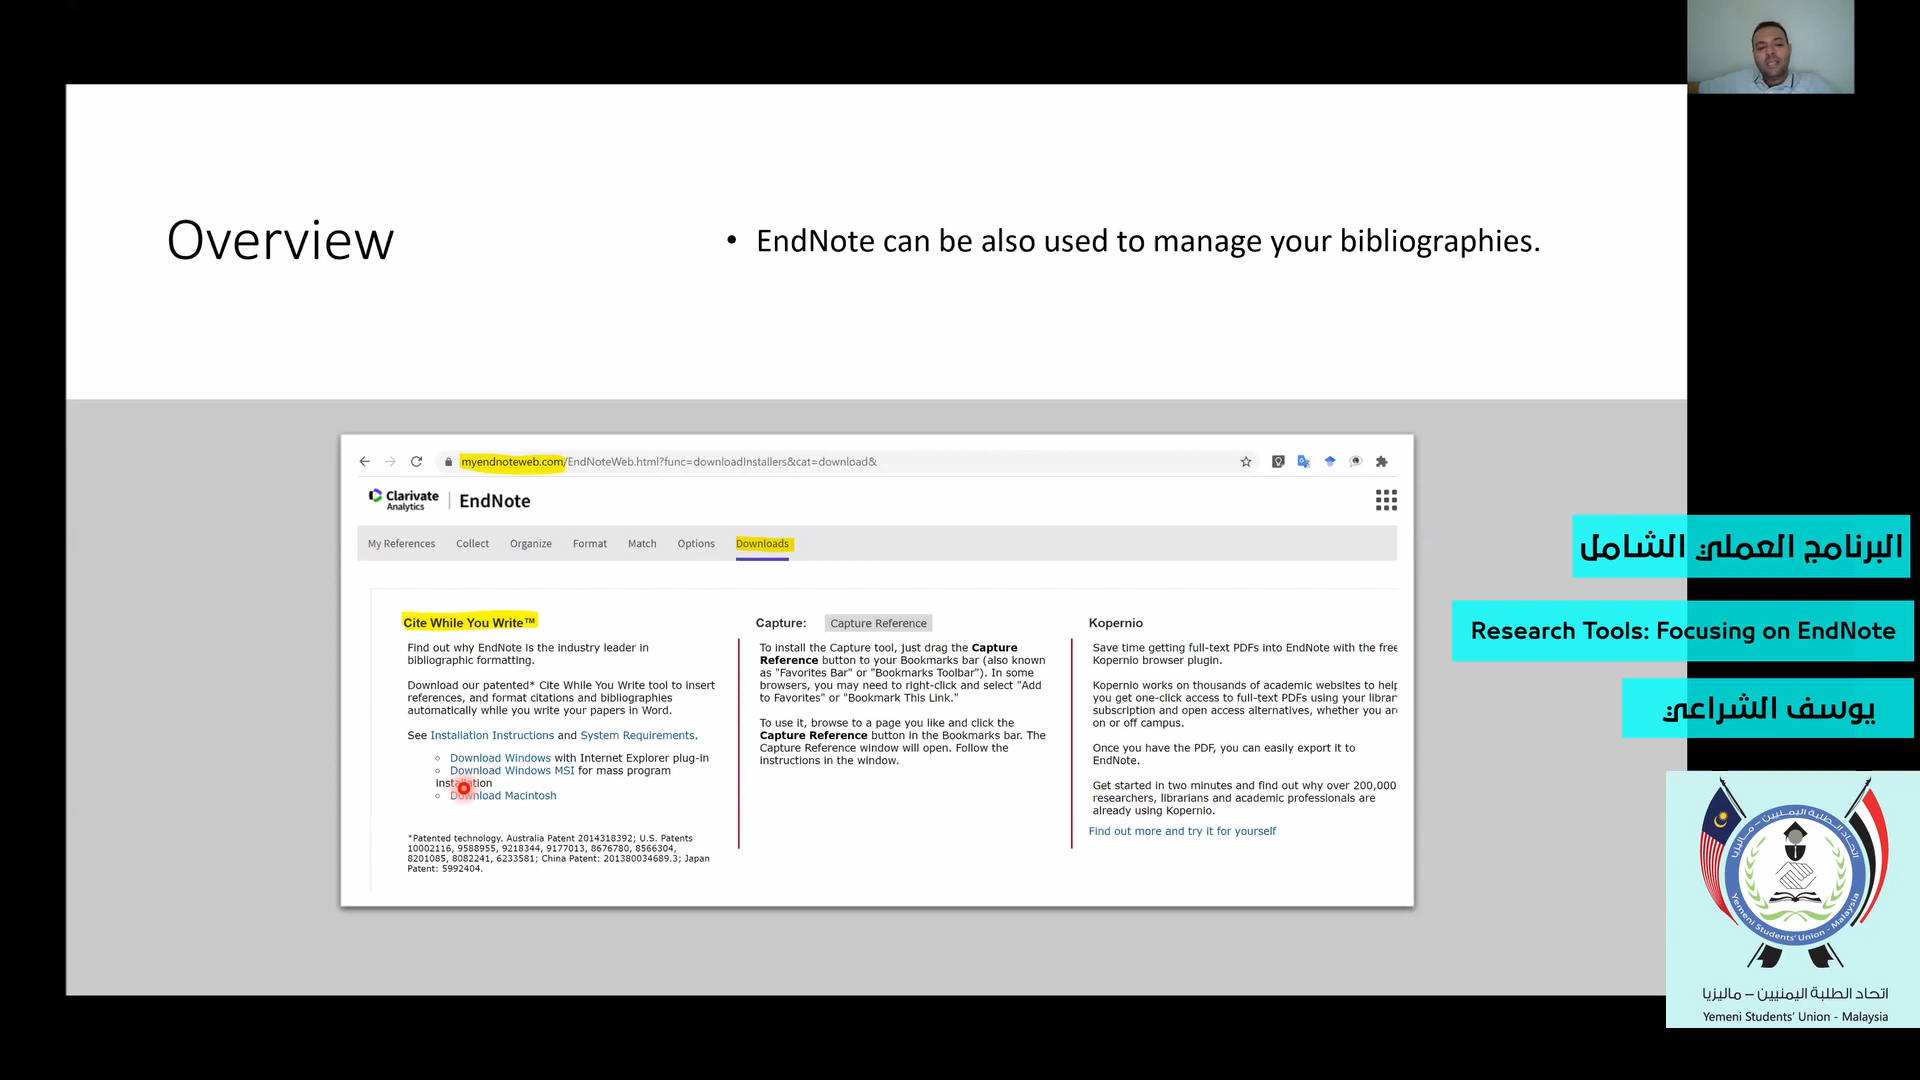 Overview
• EndNote can be also used to manage your bibliographies.
myendnoteweb.com/EndNoteWeb.html?func=downloadInstallers&cat=download&
Clarivate
Analytics
EndNote
My References Collect Organize Format Match Options Downloads
Cite While You Write™
Find out why EndNote is the industry leader in
bibliographic formatting.
Download our patented* Cite While You Write tool to insert
references, and format citations and bibliographies
automatically while you write your papers in Word.
See Installation Instructions and System Requirements.
Download Windows with Internet Explorer plug-in
Download Windows MSI for mass program
installation
Download Macintosh
*Patented technology. Australia Patent 2014318392; U.S. Patents
10002116, 9588955, 9218344, 9177013, 8676780, 8566304,
8201085, 8082241, 6233581; China Patent: 201380034689.3; Japan
Patent: 5992404.
Capture: Capture Reference
To install the Capture tool, just drag the Capture
Reference button to your Bookmarks bar (also known
as "Favorites Bar" or "Bookmarks Toolbar"). In some
browsers, you may need to right-click and select "Add
to Favorites" or "Bookmark This Link."
To use it, browse to a page you like and click the
Capture Reference button in the Bookmarks bar. The
Capture Reference window will open. Follow the
instructions in the window.
Kopernio
Save time getting full-text PDFs into EndNote with the free
Kopernio browser plugin.
Kopernio works on thousands of academic websites to help
you get one-click access to full-text PDFs using your librar
subscription and open access alternatives, whether you are
on or off campus.
Once you have the PDF, you can easily export it to
EndNote.
Get started in two minutes and find out why over 200,000
researchers, librarians and academic professionals are
already using Kopernio.
Find out more and try it for yourself
البرنامج العملي الشامل
Research Tools: Focusing on EndNote
يوسف الشراعي
اتحاد الطلبة اليمنيين - ماليزيا
Yemeni Students' Union - Malaysia
اتحاد الطلبة اليمنيين – ماليزيا
Yemeni Students' Union - Malaysia